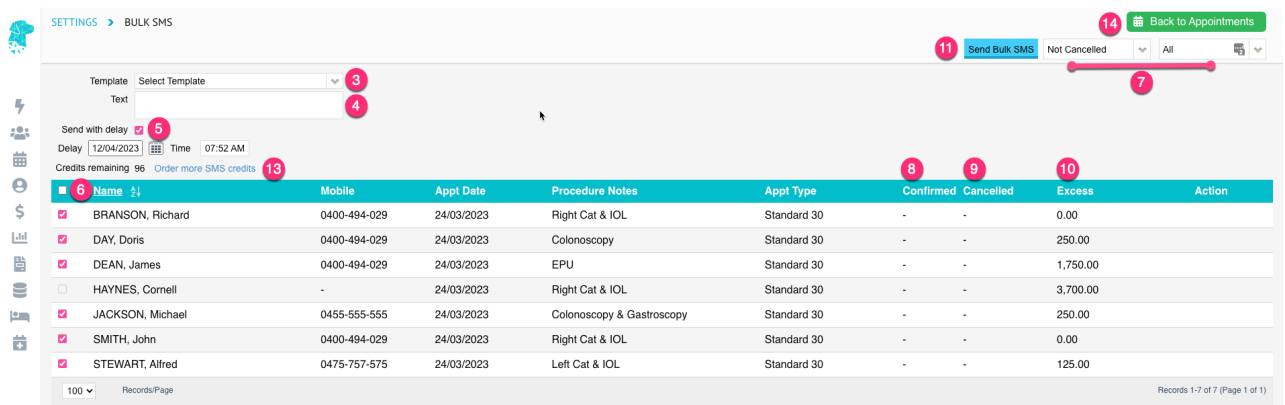 SETTINGS > BULK SMS
14 Back to Appointments
11 Send Bulk SMS Not Cancelled All
7
Template Select Template 3
Text 4
Send with delay 5
Delay 12/04/2023 Time 07:52 AM
Credits remaining 96 Order more SMS credits 13
8 9 10
6 Name Mobile Appt Date Procedure Notes Appt Type Confirmed Cancelled Excess Action
BRANSON, Richard 0400-494-029 24/03/2023 Right Cat & IOL Standard 30 - - 0.00
DAY, Doris 0400-494-029 24/03/2023 Colonoscopy Standard 30 - - 250.00
DEAN, James 0400-494-029 24/03/2023 EPU Standard 30 - - 1,750.00
HAYNES, Cornell - 24/03/2023 Right Cat & IOL Standard 30 - - 3,700.00
JACKSON, Michael 0455-555-555 24/03/2023 Colonoscopy & Gastroscopy Standard 30 - - 250.00
SMITH, John 0400-494-029 24/03/2023 Right Cat & IOL Standard 30 - - 0.00
STEWART, Alfred 0475-757-575 24/03/2023 Left Cat & IOL Standard 30 - - 125.00
100 Records/Page Records 1-7 of 7 (Page 1 of 1)